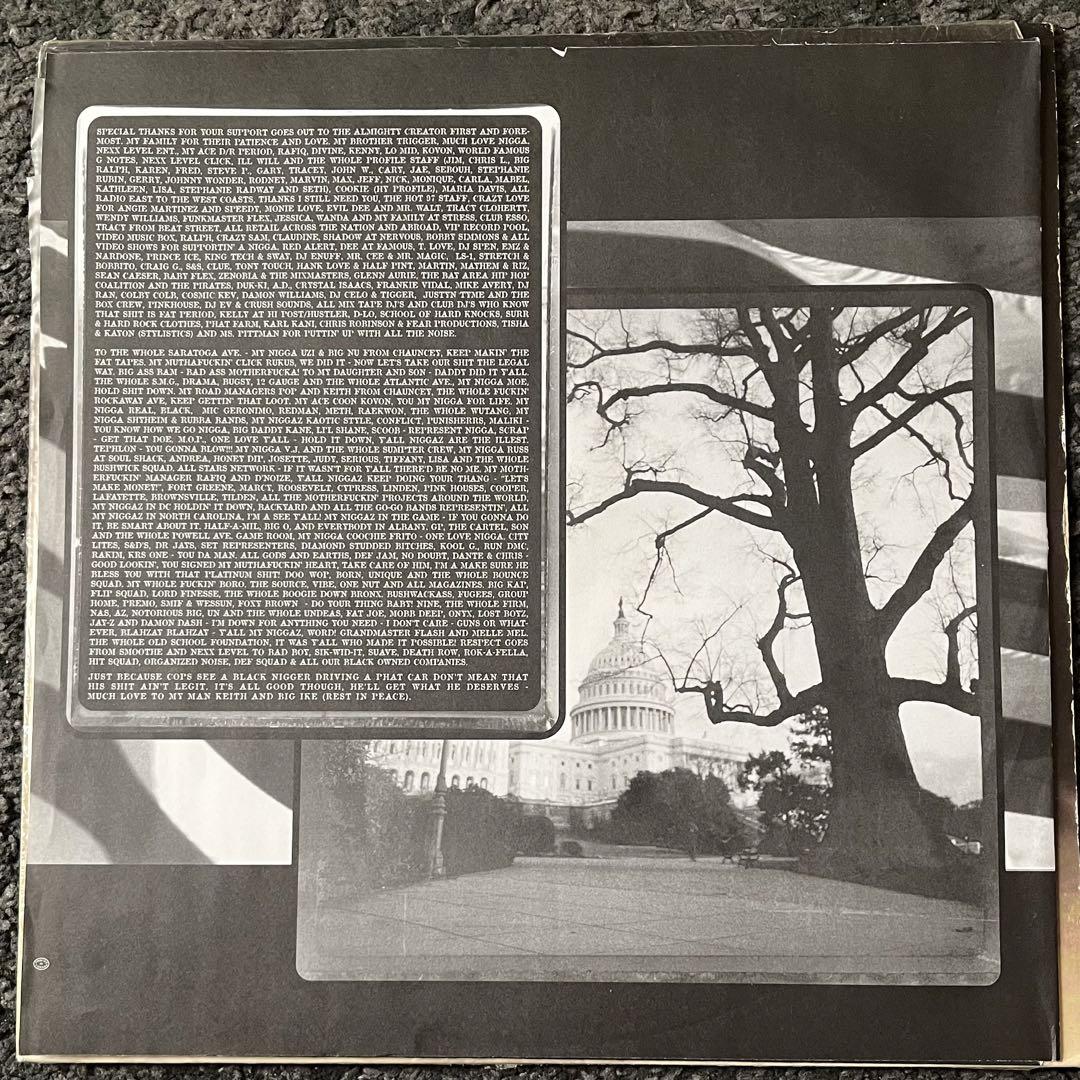 SPECIAL THANKS FOR YOUR SUPPORT GOES OUT TO THE ALMIGHTY CREATOR FIRST AND FORE-
MOST. MY FAMILY FOR THEIR PATIENCE AND LOVE. MY BROTHER TRIGGER, MUCH LOVE NIGGA.
NEXX LEVEL ENT., MY ACE D/R PERIOD, RAFIQ, DIVINE, KENNY, LO MID, KOVON, WORLD FAMOUS
G NOTES, NEXX LEVEL CLICK, ILL WILL AND THE WHOLE PROFILE STAFF (JIM, CHRIS L., BIG
RALPH, KAREN, FRED, STEVE P., GARY, TRACEY, JOHN W., CARY, JAE, SEBOUH, STEPHANIE
RUBIN, GERRY, JOHNNY WONDER, RODNEY, MARVIN, MAX, JEFF, NICK, MONIQUE, CARLA, MABEL,
KATHLEEN, LISA, STEPHANIE RADWAY AND SETH), COOKIE (HY PROFILE), MARIA DAVIS, ALL
RADIO EAST TO THE WEST COASTS, THANKS I STILL NEED YOU, THE HOT 97 STAFF, CRAZY LOVE
FOR ANGIE MARTINEZ AND SPEEDY, MONIE LOVE, EVIL DEE AND MR. WALT, TRACY CLOHERTY,
WENDY WILLIAMS, FUNKMASTER FLEX, JESSICA, WANDA AND MY FAMILY AT STRESS, CLUB ESSO,
TRACY FROM BEAT STREET, ALL RETAIL ACROSS THE NATION AND ABROAD, VIP RECORD POOL,
VIDEO MUSIC BOX, RALPH, CRAZY SAM, CLAUDINE, SHADOW AT NERVOUS, BOBBY SIMMONS & ALL
VIDEO SHOWS FOR SUPPORTIN' A NIGGA. RED ALERT, DEE AT FAMOUS, T. LOVE, DJ SPEN, EMZ &
NARDONE, PRINCE ICE, KING TECH & SWAY, DJ ENUFF, MR. CEE & MR. MAGIC, LS-1, STRETCH &
BOBBITO, CRAIG G., S&S, CLUE, TONY TOUCH, HANK LOVE & HALF PINT, MARTIN, MAYHEM & RIZ,
SEAN CAESER, BABY FLEX, ZENOBIA & THE MIXMASTERS, GLENN AURIE, THE BAY AREA HIP HOP
COALITION AND THE PIRATES, DUK-KI, A.D., CRYSTAL ISAACS, FRANKIE VIDAL, MIKE AVERY, DJ
RAN, COLBY COLB, COSMIC KEV, DAMON WILLIAMS, DJ CELO & TIGGER, JUSTYN TYME AND THE
BOX CREW, PINKHOUSE, DJ EV & CRUSH SOUNDS, ALL MIX TAPE DJ'S AND CLUB DJ'S WHO KNOW
THAT SHIT IS FAT PERIOD, KELLY AT HI POST/HUSTLER, D-LO, SCHOOL OF HARD KNOCKS, SURR
& HARD ROCK CLOTHES, PHAT FARM, KARL KANI, CHRIS ROBINSON & FEAR PRODUCTIONS, TISHA
& KAYON (STYLISTICS) AND MS. PITTMAN FOR PUTTIN' UP WITH ALL THE NOISE.
TO THE WHOLE SARATOGA AVE. - MY NIGGA UZI & BIG NU FROM CHAUNCEY, KEEP MAKIN' THE
FAT TAPES. MY MUTHAFUCKIN' CLICK RUKUS, WE DID IT - NOW LET'S TAKE OUR SHIT THE LEGAL
WAY. BIG ASS BAM - BAD ASS MOTHERFUCKA! TO MY DAUGHTER AND SON - DADDY DID IT Y'ALL.
THE WHOLE S.M.G., DRAMA, BUGSY, 12 GAUGE AND THE WHOLE ATLANTIC AVE., MY NIGGA MOE,
HOLD SHIT DOWN. MY ROAD MANAGERS POP AND KEITH FROM CHAUNCEY, THE WHOLE FUCKIN'
ROCKAWAY AVE, KEEP GETTIN' THAT LOOT. MY ACE COON KOVON, YOU MY NIGGA FOR LIFE. MY
NIGGA REAL, BLACK, MIC GERONIMO, REDMAN, METH, RAEKWON, THE WHOLE WUTANG, MY
NIGGA SHYHEIM & RUBBA BANDS, MY NIGGAZ KAOTIC STYLE, CONFLICT, PUNISHERIS, MALIKI -
YOU KNOW HOW WE GO NIGGA, BIG DADDY KANE, LI'L SHANE, SCOOB - REPRESENT NIGGA, SCRAP
- GET THAT DOE. M.O.P., ONE LOVE Y'ALL - HOLD IT DOWN, Y'ALL NIGGAZ ARE THE ILLEST.
TEPHLON - YOU GONNA BLOW!!! MY NIGGA V.J. AND THE WHOLE SUMPTER CREW, MY NIGGA RUSS
AT SOUL SHACK, ANDREA, HONEY DIP, JOSETTE, JUDY, SERIOUS, TIFFANY, LISA AND THE WHOLE
BUSHWICK SQUAD. ALL STARS NETWORK - IF IT WASN'T FOR Y'ALL THERE'D BE NO ME. MY MOTH-
ERFUCKIN' MANAGER RAFIQ AND D'NOIZE, Y'ALL NIGGAZ KEEP DOING YOUR THANG - "LET'S
MAKE MONEY!", FORT GREENE, MARCY, ROOSEVELT, CYPRESS, LINDEN, PINK HOUSES, COOPER,
LAFAYETTE, BROWNSVILLE, TILDEN, ALL THE MOTHERFUCKIN' PROJECTS AROUND THE WORLD,
MY NIGGAZ IN DC HOLDIN' IT DOWN, BACKYARD AND ALL THE GO-GO BANDS REPRESENTIN', ALL
MY NIGGAZ IN NORTH CAROLINA, I'M A SEE Y'ALL! MY NIGGAZ IN THE GAME - IF YOU GONNA DO
IT, BE SMART ABOUT IT. HALF-A-MIL, BIG O, AND EVERYBODY IN ALBANY, GP, THE CARTEL, SON
AND THE WHOLE POWELL AVE. GAME ROOM, MY NIGGA COOCHIE FRITO - ONE LOVE NIGGA. CITY
LITES, S&D'S, DR JAYS, SET REPRESENTERS, DIAMOND STUDDED BITCHES, KOOL G., RUN DMC,
RAKIM, KRS ONE - YOU DA MAN, ALL GODS AND EARTHS, DEF JAM, NO DOUBT, DANTE & CHRIS -
GOOD LOOKIN', YOU SIGNED MY MUTHAFUCKIN' HEART, TAKE CARE OF HIM, I'M A MAKE SURE HE
BLESS YOU WITH THAT PLATINUM SHIT! DOO WOP, BORN, UNIQUE AND THE WHOLE BOUNCE
SQUAD, MY WHOLE FUCKIN' BORO, THE SOURCE, VIBE, ONE NUT AND ALL MAGAZINES, BIG KAP,
FLIP SQUAD, LORD FINESSE, THE WHOLE BOOGIE DOWN BRONX, BUSHWACKASS, FUGEES, GROUP
HOME, PREMO, SMIF & WESSUN, FOXY BROWN - DO YOUR THING BABY! NINE, THE WHOLE FIRM,
NAS, AZ, NOTORIOUS BIG, UN AND THE WHOLE UNDEAS, FAT JOE, MOBB DEEP, ONYX, LOST BOYZ,
JAY-Z AND DAMON DASH - I'M DOWN FOR ANYTHING YOU NEED - I DON'T CARE - GUNS OR WHAT-
EVER, BLAHZAY BLAHZAY - Y'ALL MY NIGGAZ, WORD! GRANDMASTER FLASH AND MELLE MEL,
THE WHOLE OLD SCHOOL FOUNDATION, IT WAS Y'ALL WHO MADE IT POSSIBLE! RESPECT GOES
FROM SMOOTHE AND NEXX LEVEL TO BAD BOY, SIK-WID-IT, SUAVE, DEATH ROW, ROK-A-FELLA,
HIT SQUAD, ORGANIZED NOISE, DEF SQUAD & ALL OUR BLACK OWNED COMPANIES.
JUST BECAUSE COPS SEE A BLACK NIGGER DRIVING A PHAT CAR DON'T MEAN THAT
HIS SHIT AIN'T LEGIT. IT'S ALL GOOD THOUGH, HE'LL GET WHAT HE DESERVES -
MUCH LOVE TO MY MAN KEITH AND BIG IKE (REST IN PEACE).